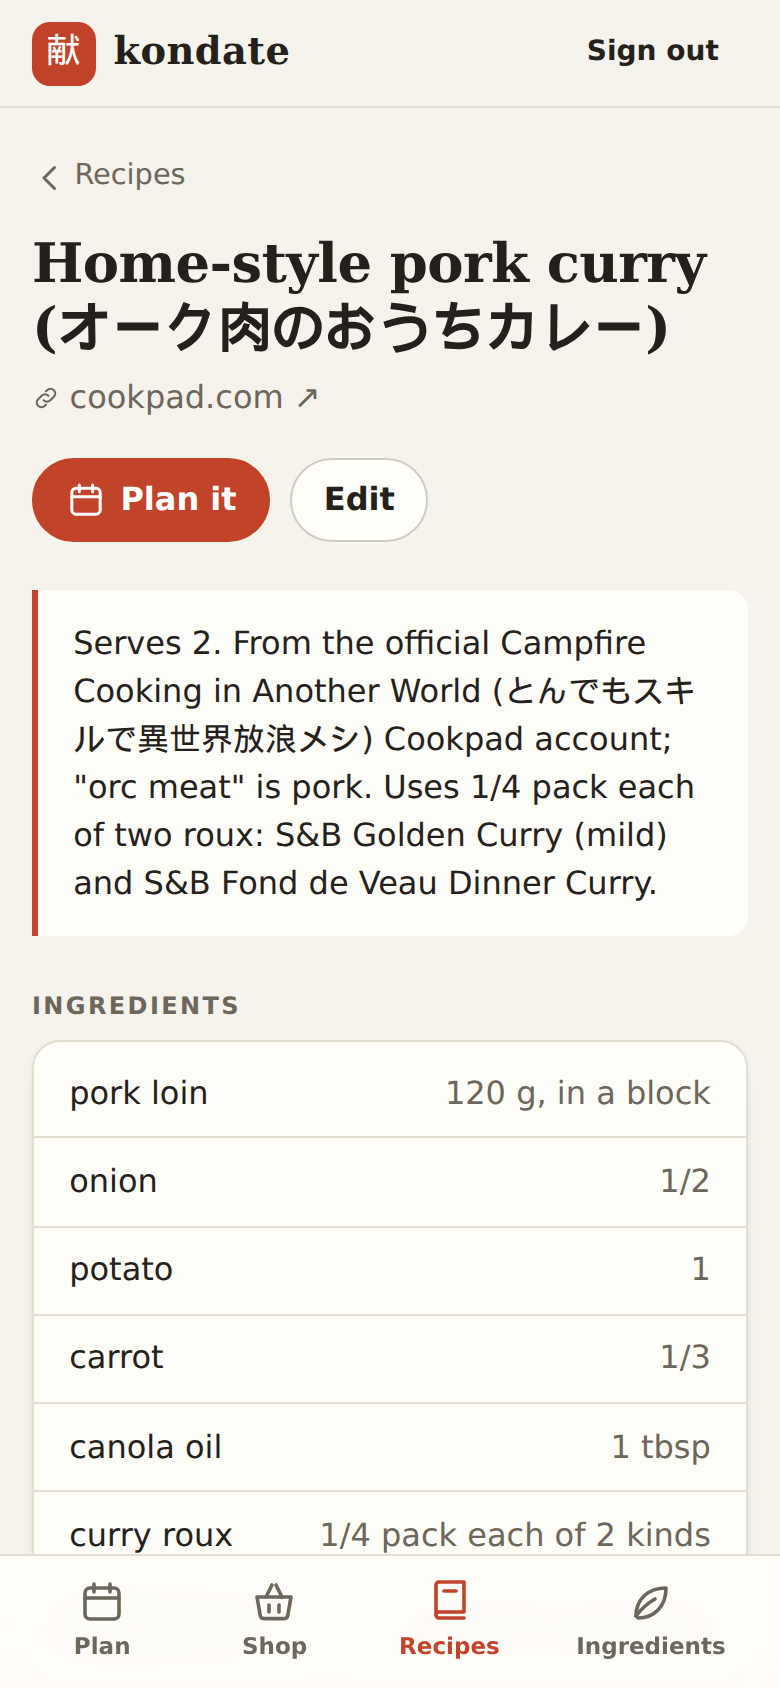 献 kondate
Sign out
Recipes
Home-style pork curry
(オーク肉のおうちカレー)
cookpad.com ↗
Plan it
Edit
Serves 2. From the official Campfire
Cooking in Another World (とんでもスキ
ルで異世界放浪メシ) Cookpad account;
"orc meat" is pork. Uses 1/4 pack each
of two roux: S&B Golden Curry (mild)
and S&B Fond de Veau Dinner Curry.
INGREDIENTS
pork loin 120 g, in a block
onion 1/2
potato 1
carrot 1/3
canola oil 1 tbsp
curry roux 1/4 pack each of 2 kinds
Plan
Shop
Recipes
Ingredients